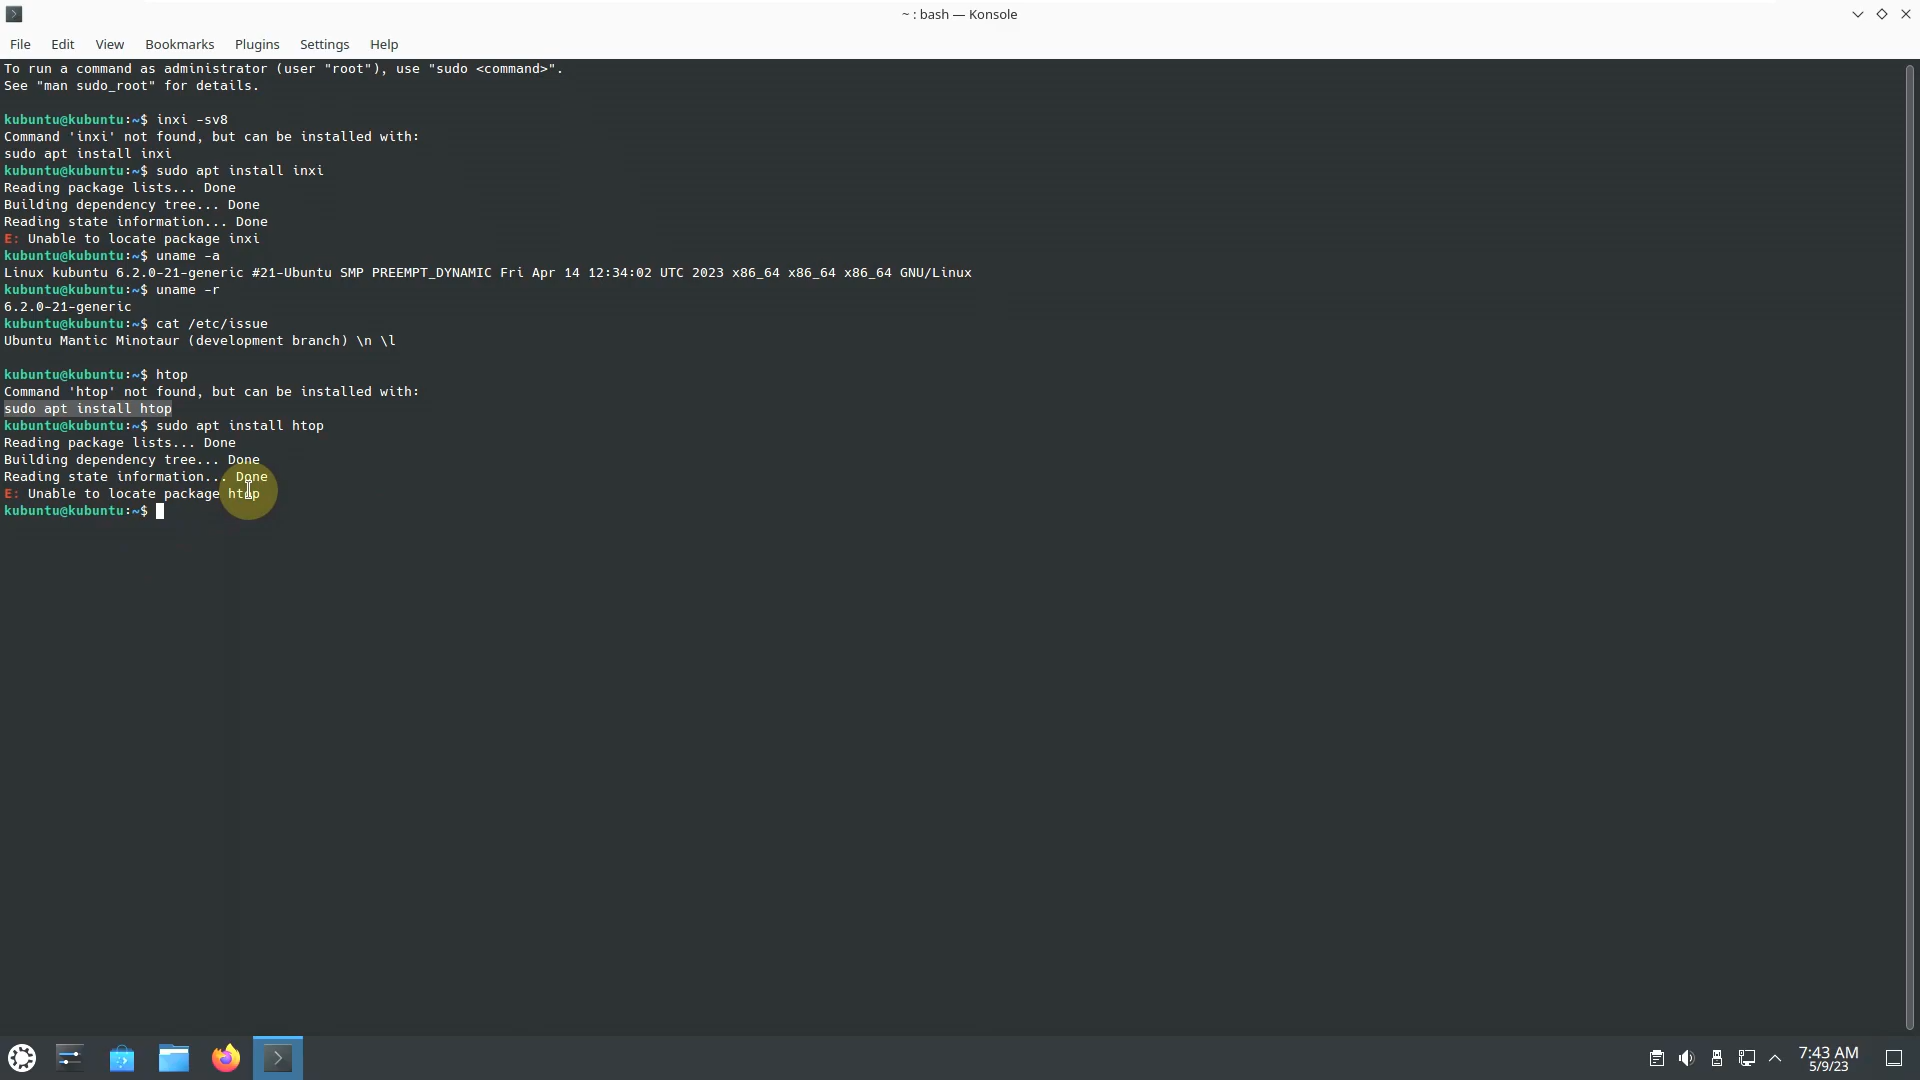 ~ : bash — Konsole
File Edit View Bookmarks Plugins Settings Help
To run a command as administrator (user "root"), use "sudo <command>".
See "man sudo_root" for details.
kubuntu@kubuntu:~$ inxi -sv8
Command 'inxi' not found, but can be installed with:
sudo apt install inxi
kubuntu@kubuntu:~$ sudo apt install inxi
Reading package lists... Done
Building dependency tree... Done
Reading state information... Done
E: Unable to locate package inxi
kubuntu@kubuntu:~$ uname -a
Linux kubuntu 6.2.0-21-generic #21-Ubuntu SMP PREEMPT_DYNAMIC Fri Apr 14 12:34:02 UTC 2023 x86_64 x86_64 x86_64 GNU/Linux
kubuntu@kubuntu:~$ uname -r
6.2.0-21-generic
kubuntu@kubuntu:~$ cat /etc/issue
Ubuntu Mantic Minotaur (development branch) \n \l
kubuntu@kubuntu:~$ htop
Command 'htop' not found, but can be installed with:
sudo apt install htop
kubuntu@kubuntu:~$ sudo apt install htop
Reading package lists... Done
Building dependency tree... Done
Reading state information... Done
E: Unable to locate package htop
kubuntu@kubuntu:~$
7:43 AM
5/9/23